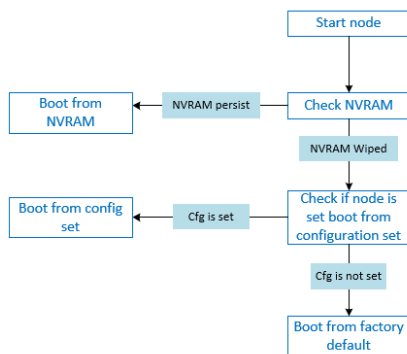 Start node
Boot from
NVRAM
NVRAM persist
Check NVRAM
NVRAM Wiped
Boot from config
set
Cfg is set
Check if node is
set boot from
configuration set
Cfg is not set
Boot from factory
default